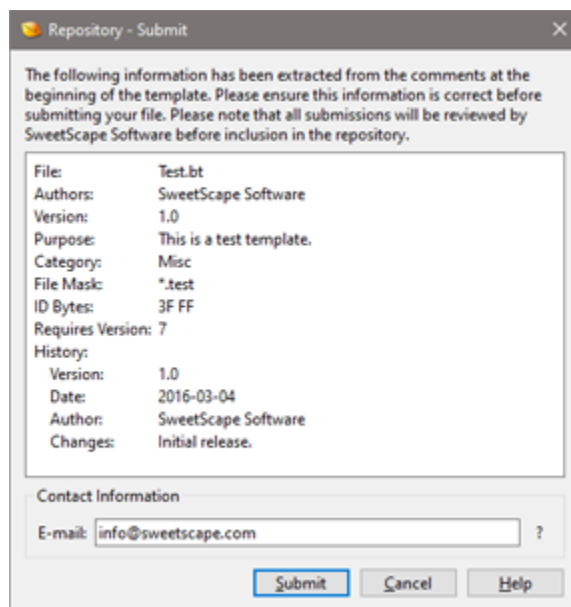 Repository - Submit
The following information has been extracted from the comments at the
beginning of the template. Please ensure this information is correct before
submitting your file. Please note that all submissions will be reviewed by
SweetScape Software before inclusion in the repository.
File: Test.bt
Authors: SweetScape Software
Version: 1.0
Purpose: This is a test template.
Category: Misc
File Mask: *.test
ID Bytes: 3F FF
Requires Version: 7
History:
Version: 1.0
Date: 2016-03-04
Author: SweetScape Software
Changes: Initial release.
Contact Information
E-mail: info@sweetscape.com ?
Submit Cancel Help